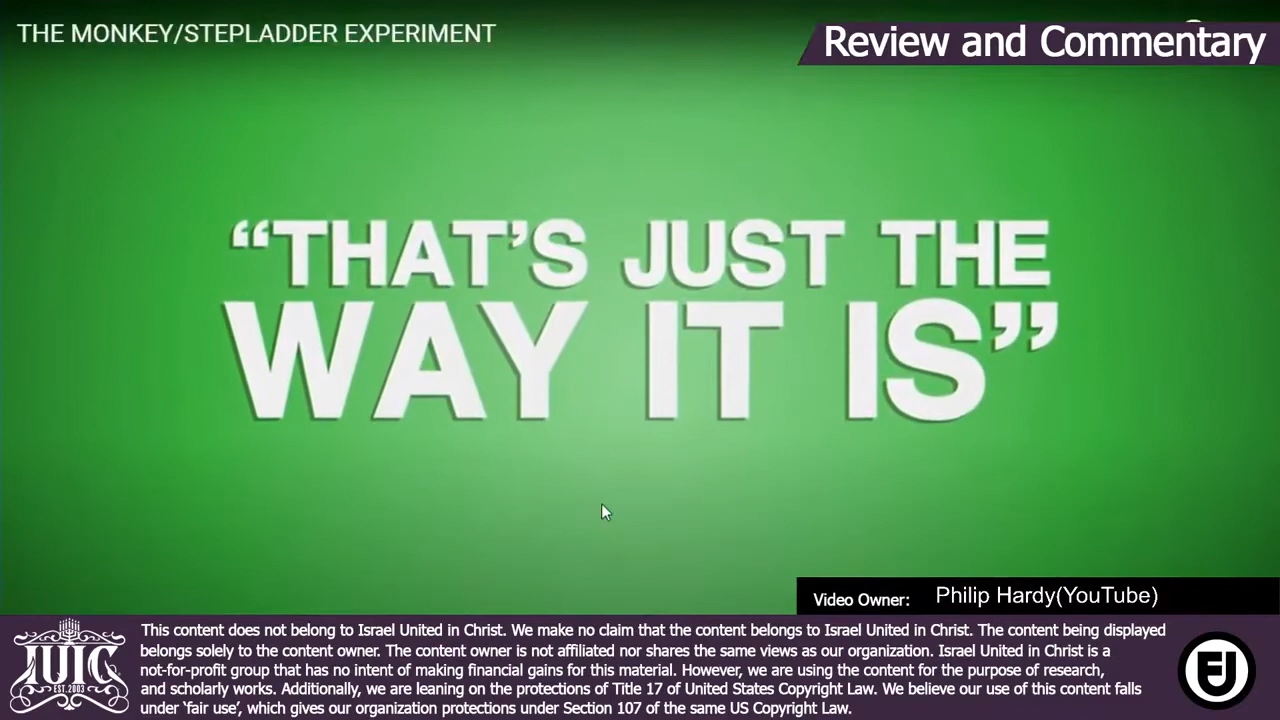 THE MONKEY/STEPLADDER EXPERIMENT
Review and Commentary
“THAT’S JUST THE
WAY IT IS”
Video Owner: Philip Hardy(YouTube)
This content does not belong to Israel United in Christ. We make no claim that the content belongs to Israel United in Christ. The content being displayed
belongs solely to the content owner. The content owner is not affiliated nor shares the same views as our organization. Israel United in Christ is a
not-for-profit group that has no intent of making financial gains for this material. However, we are using the content for the purpose of research,
and scholarly works. Additionally, we are leaning on the protections of Title 17 of United States Copyright Law. We believe our use of this content falls
under ‘fair use’, which gives our organization protections under Section 107 of the same US Copyright Law.
IUIC
EST.2003